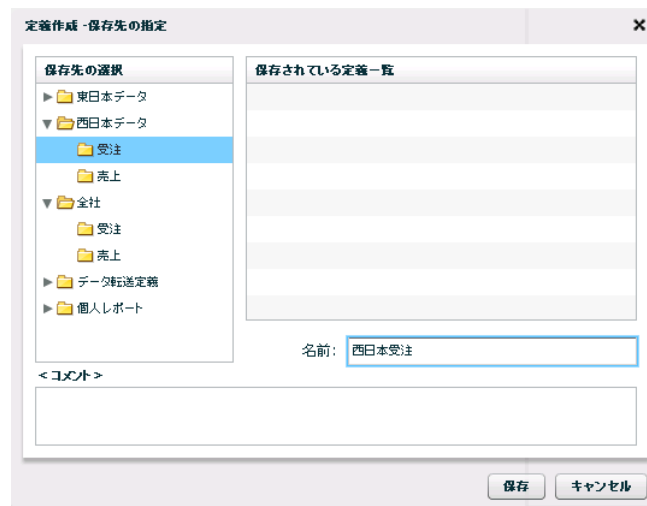 定義作成 -保存先の指定
保存先の選択
保存されている定義一覧
東日本データ
西日本データ
受注
売上
全社
受注
売上
データ転送定義
個人レポート
名前: 西日本受注
<コメント>
保存
キャンセル